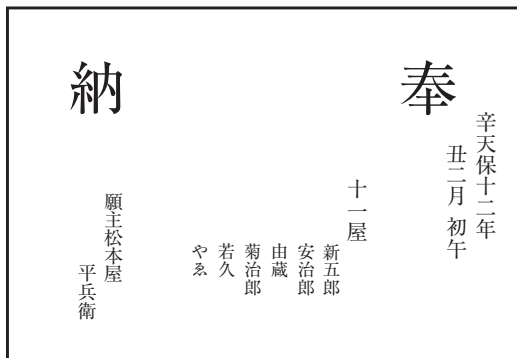 奉
納
辛天保十二年
丑二月 初午
十一屋
新五郎
安治郎
由蔵
菊治郎
若久
やゑ
願主松本屋
平兵衛